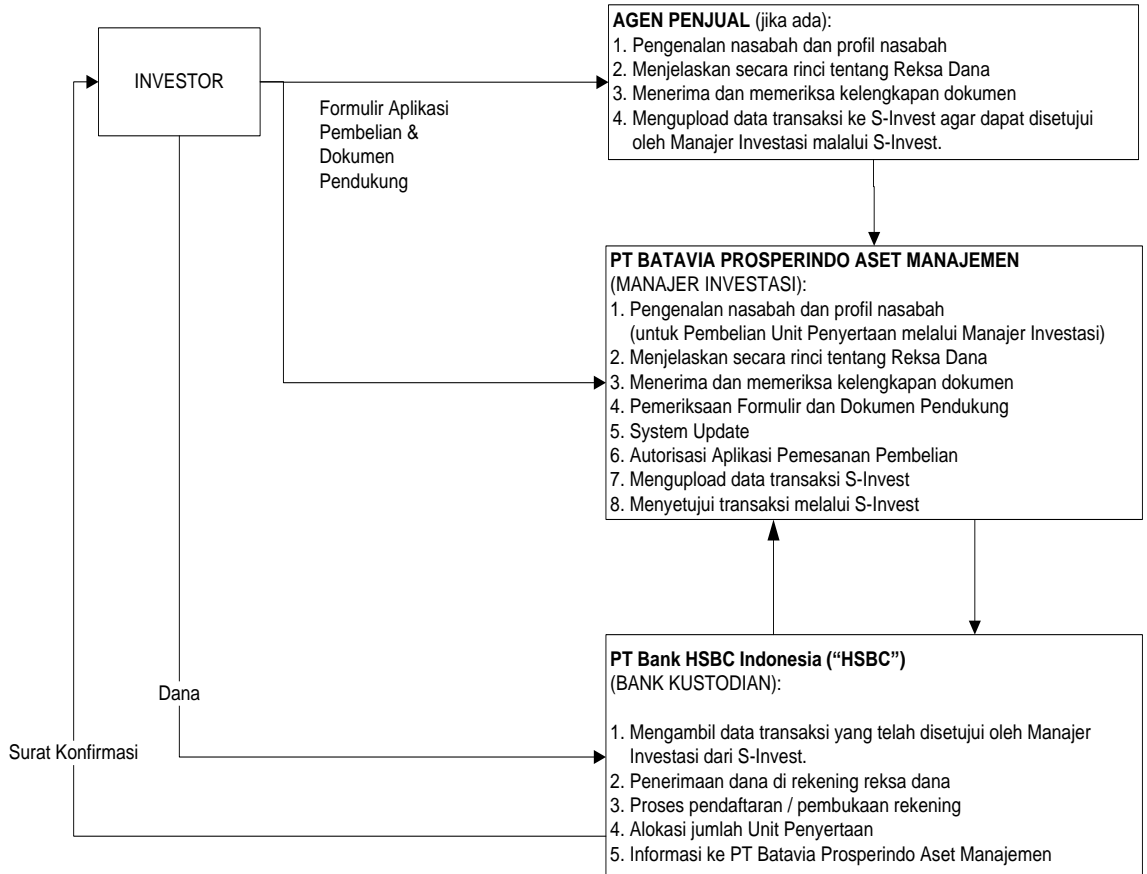 INVESTOR
Formulir Aplikasi
Pembelian &
Dokumen
Pendukung
AGEN PENJUAL (jika ada):
1. Pengenalan nasabah dan profil nasabah
2. Menjelaskan secara rinci tentang Reksa Dana
3. Menerima dan memeriksa kelengkapan dokumen
4. Mengupload data transaksi ke S-Invest agar dapat disetujui
oleh Manajer Investasi malalui S-Invest.
PT BATAVIA PROSPERINDO ASET MANAJEMEN
(MANAJER INVESTASI):
1. Pengenalan nasabah dan profil nasabah
(untuk Pembelian Unit Penyertaan melalui Manajer Investasi)
2. Menjelaskan secara rinci tentang Reksa Dana
3. Menerima dan memeriksa kelengkapan dokumen
4. Pemeriksaan Formulir dan Dokumen Pendukung
5. System Update
6. Autorisasi Aplikasi Pemesanan Pembelian
7. Mengupload data transaksi S-Invest
8. Menyetujui transaksi melalui S-Invest
Dana
Surat Konfirmasi
PT Bank HSBC Indonesia (“HSBC”)
(BANK KUSTODIAN):
1. Mengambil data transaksi yang telah disetujui oleh Manajer
Investasi dari S-Invest.
2. Penerimaan dana di rekening reksa dana
3. Proses pendaftaran / pembukaan rekening
4. Alokasi jumlah Unit Penyertaan
5. Informasi ke PT Batavia Prosperindo Aset Manajemen